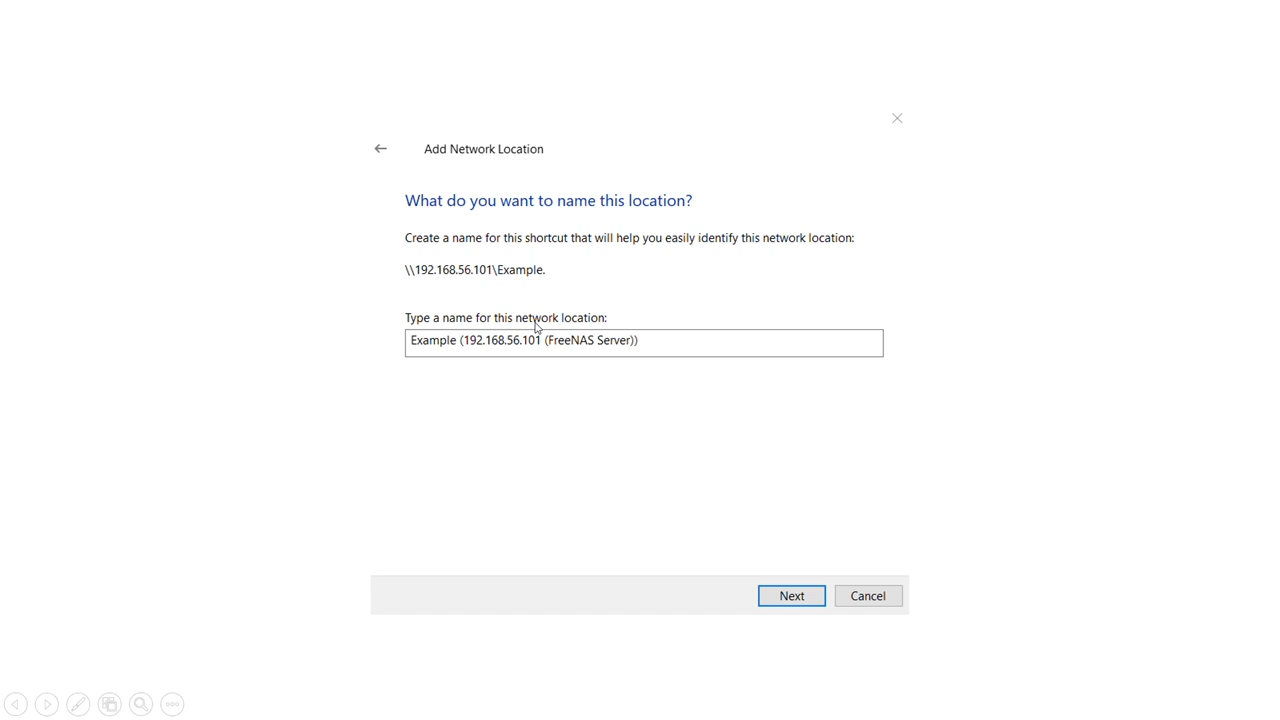 Add Network Location
What do you want to name this location?
Create a name for this shortcut that will help you easily identify this network location:
\\192.168.56.101\Example.
Type a name for this network location:
Example (192.168.56.101 (FreeNAS Server))
Next
Cancel